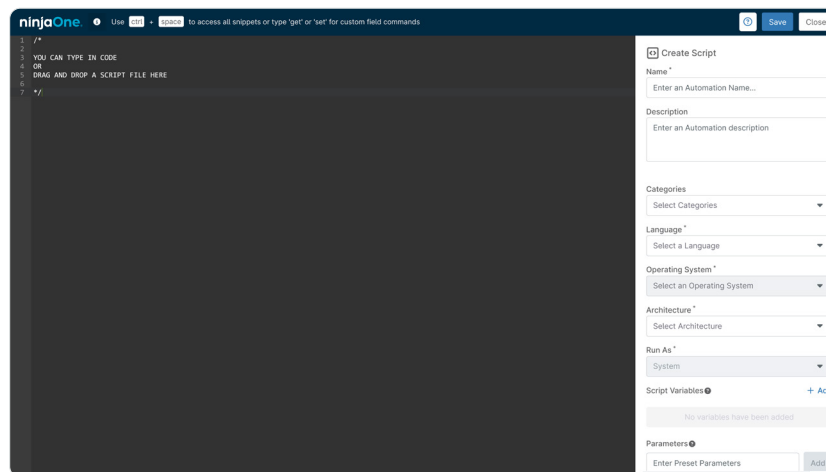 ninjaOne. Use ctrl + space to access all snippets or type 'get' or 'set' for custom field commands
Save Close
1 /*
2
3 YOU CAN TYPE IN CODE
4 OR
5 DRAG AND DROP A SCRIPT FILE HERE
6
7 */
Create Script
Name *
Enter an Automation Name...
Description
Enter an Automation description
Categories
Select Categories
Language *
Select a Language
Operating System *
Select an Operating System
Architecture *
Select Architecture
Run As *
System
Script Variables + Ad
No variables have been added
Parameters
Enter Preset Parameters Add